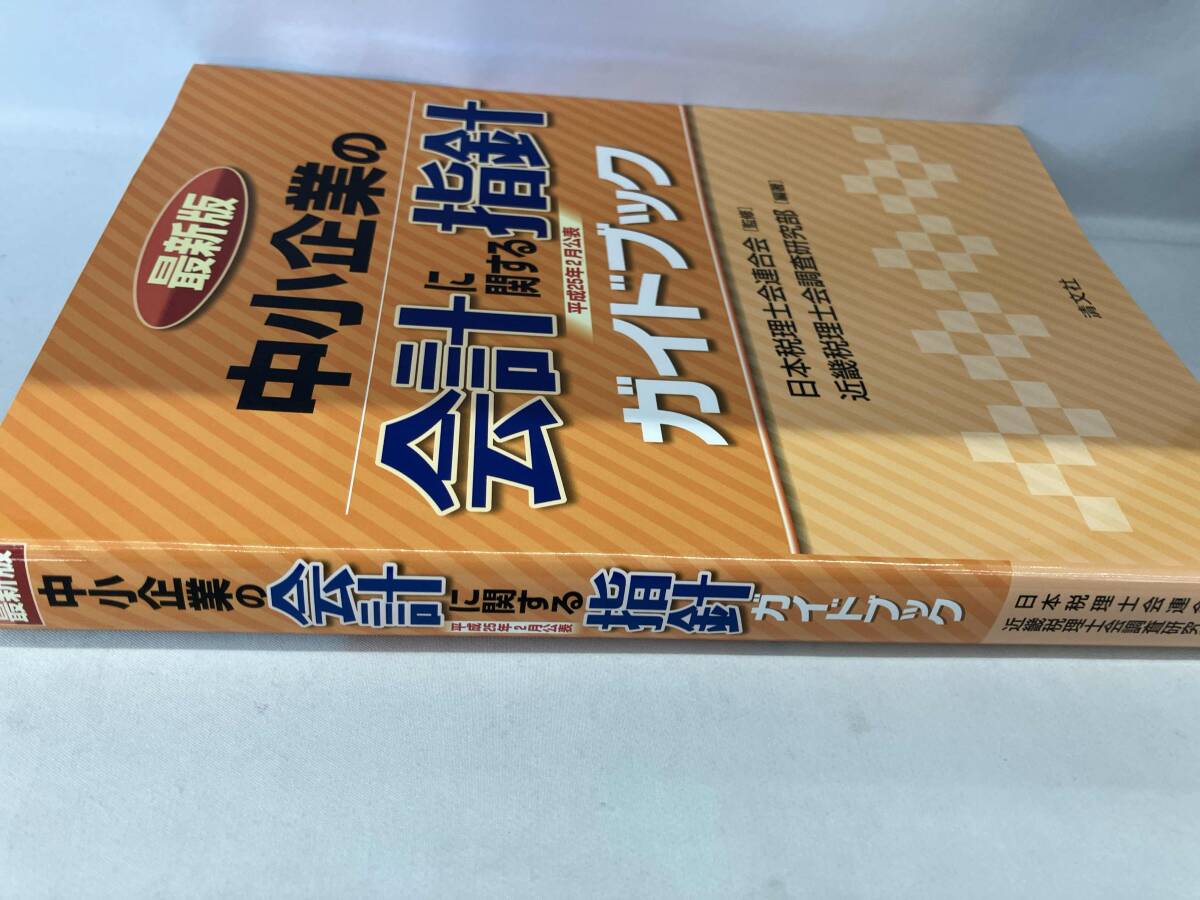 最新版
中小企業の
会計に関する指針
平成25年2月公表
ガイドブック
日本税理士会連合会[監修]
近畿税理士会調査研究部[編著]
清文社
最新版
中小企業の会計に関する指針ガイドブック
平成25年2月公表
日本税理士会連合
近畿税理士会調査研究